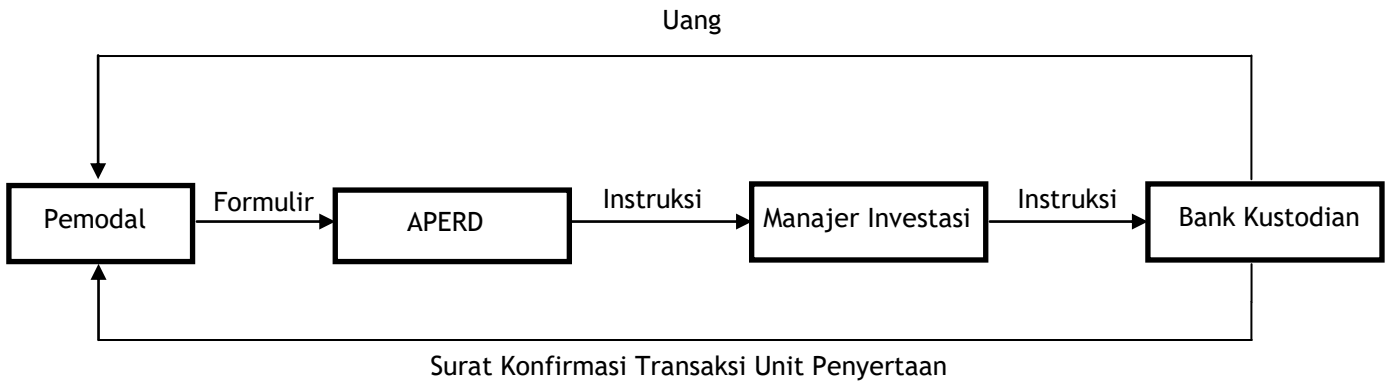 Uang
Pemodal
Formulir
APERD
Instruksi
Manajer Investasi
Instruksi
Bank Kustodian
Surat Konfirmasi Transaksi Unit Penyertaan